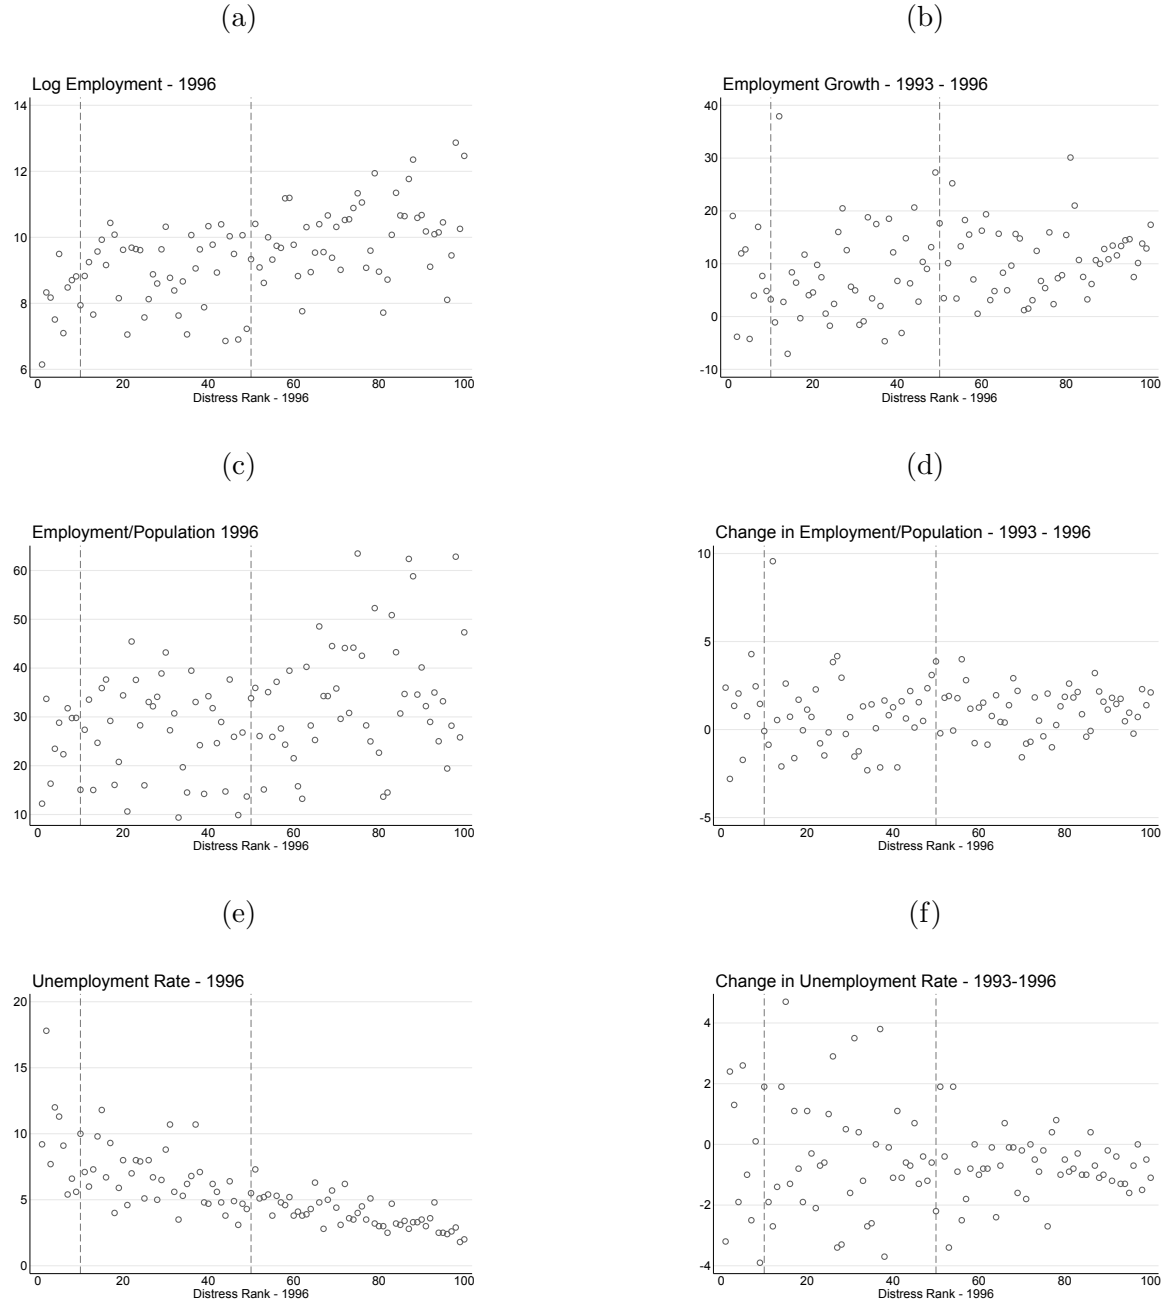 (a)
Log Employment - 1996
14
12
10
8
6
0 20 40 60 80 100
Distress Rank - 1996
(b)
Employment Growth - 1993 - 1996
40
30
20
10
0
-10
0 20 40 60 80 100
Distress Rank - 1996
(c)
Employment/Population 1996
60
50
40
30
20
10
0 20 40 60 80 100
Distress Rank - 1996
(d)
Change in Employment/Population - 1993 - 1996
10
5
0
-5
0 20 40 60 80 100
Distress Rank - 1996
(e)
Unemployment Rate - 1996
20
15
10
5
0
0 20 40 60 80 100
Distress Rank - 1996
(f)
Change in Unemployment Rate - 1993-1996
4
2
0
-2
-4
0 20 40 60 80 100
Distress Rank - 1996